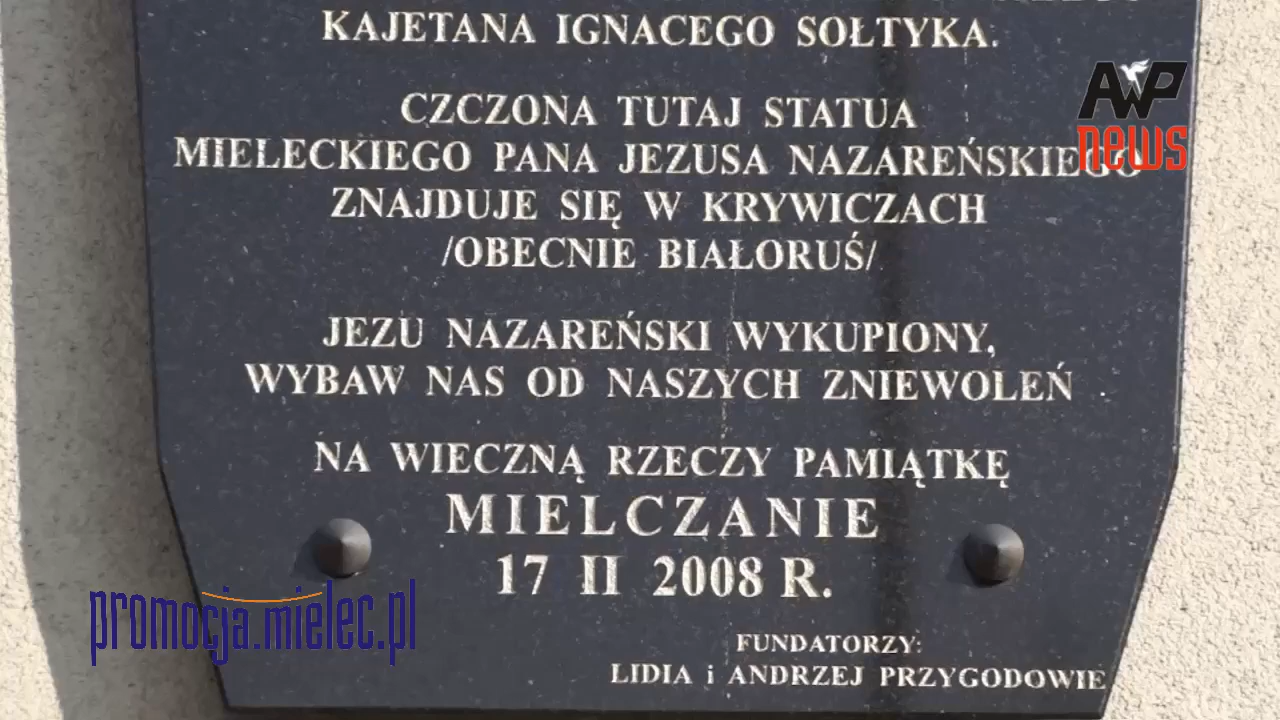 KAJETANA IGNACEGO SOŁTYKA.
CZCZONA TUTAJ STATUA
MIELECKIEGO PANA JEZUSA NAZAREŃSKIEGO
ZNAJDUJE SIĘ W KRYWICZACH
/OBECNIE BIAŁORUŚ/
JEZU NAZAREŃSKI WYKUPIONY,
WYBAW NAS OD NASZYCH ZNIEWOLEŃ
NA WIECZNĄ RZECZY PAMIĄTKĘ
MIELCZANIE
17 II 2008 R.
FUNDATORZY:
LIDIA i ANDRZEJ PRZYGODOWIE
AWP
news
promocja.mielec.pl